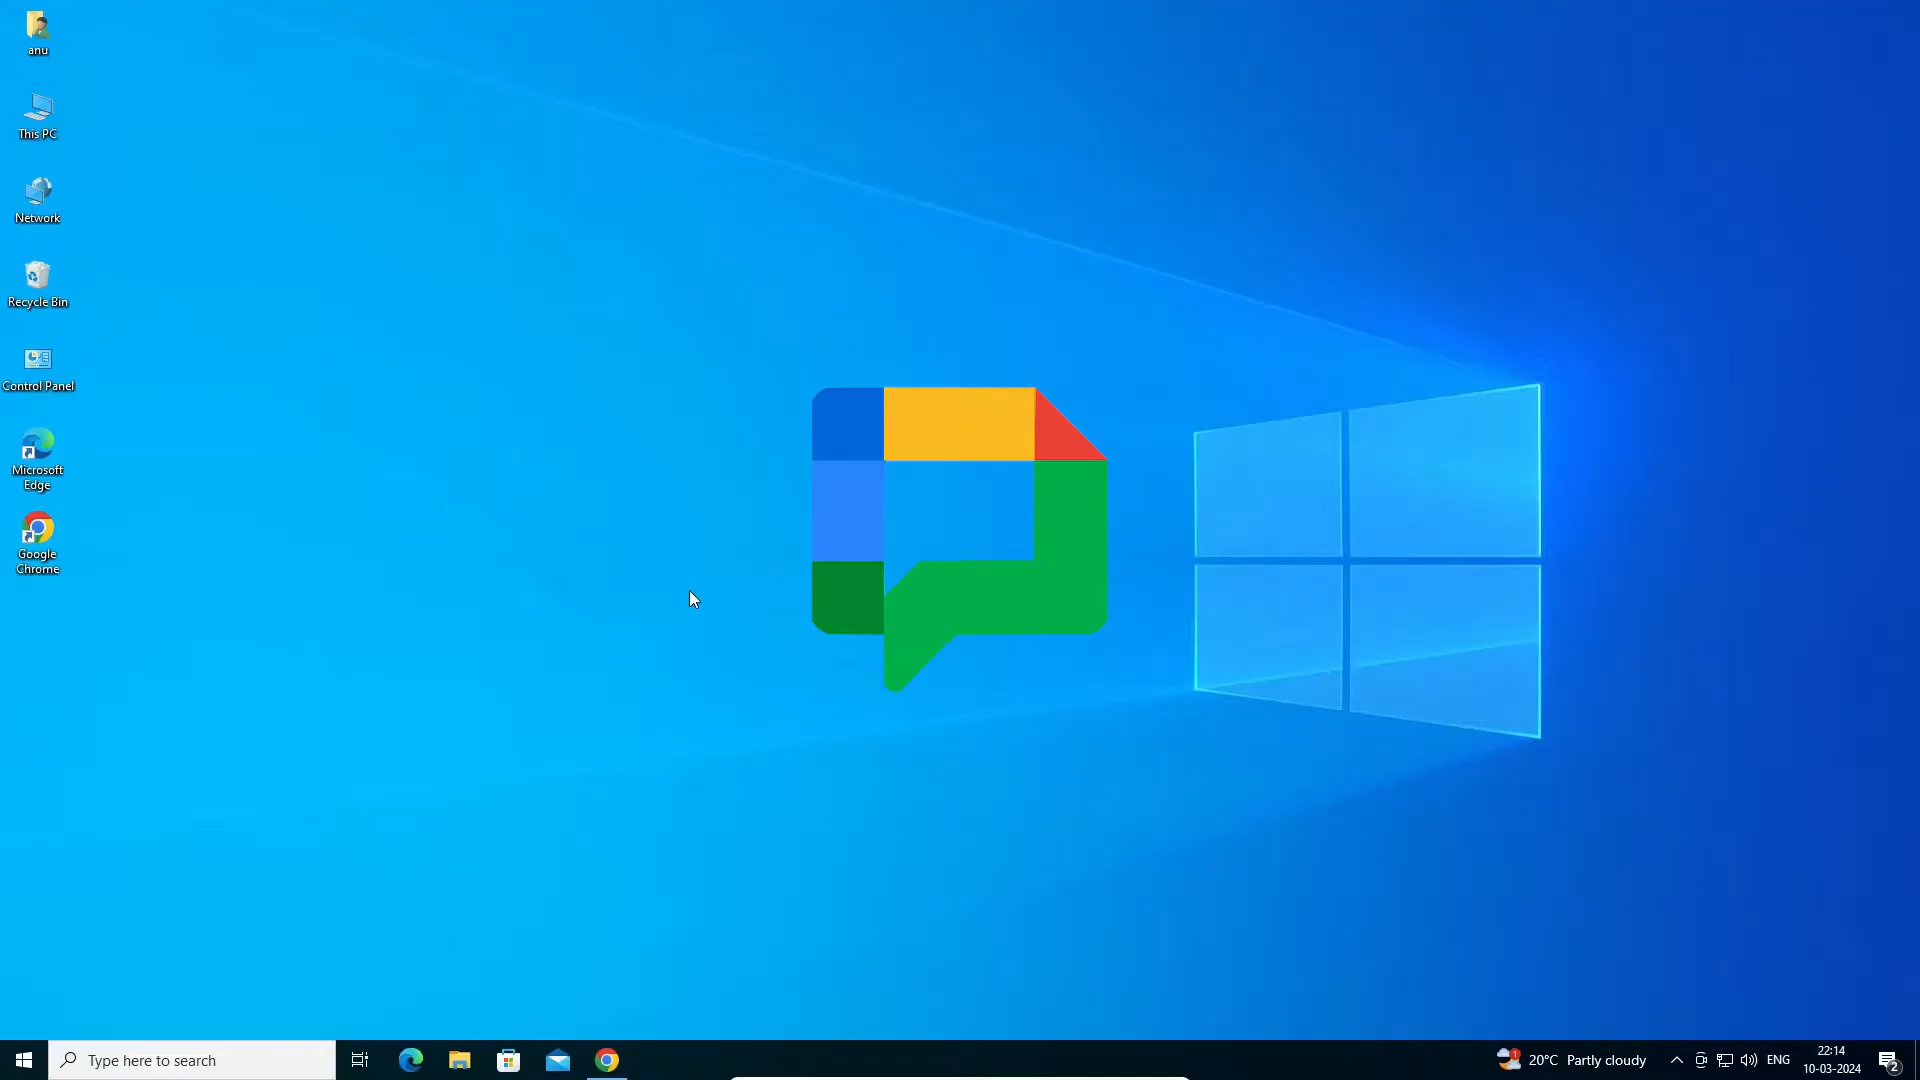 anu
This PC
Network
Recycle Bin
Control Panel
Microsoft
Edge
Google
Chrome
Type here to search
1
20°C Partly cloudy
ENG
22:14
10-03-2024
2